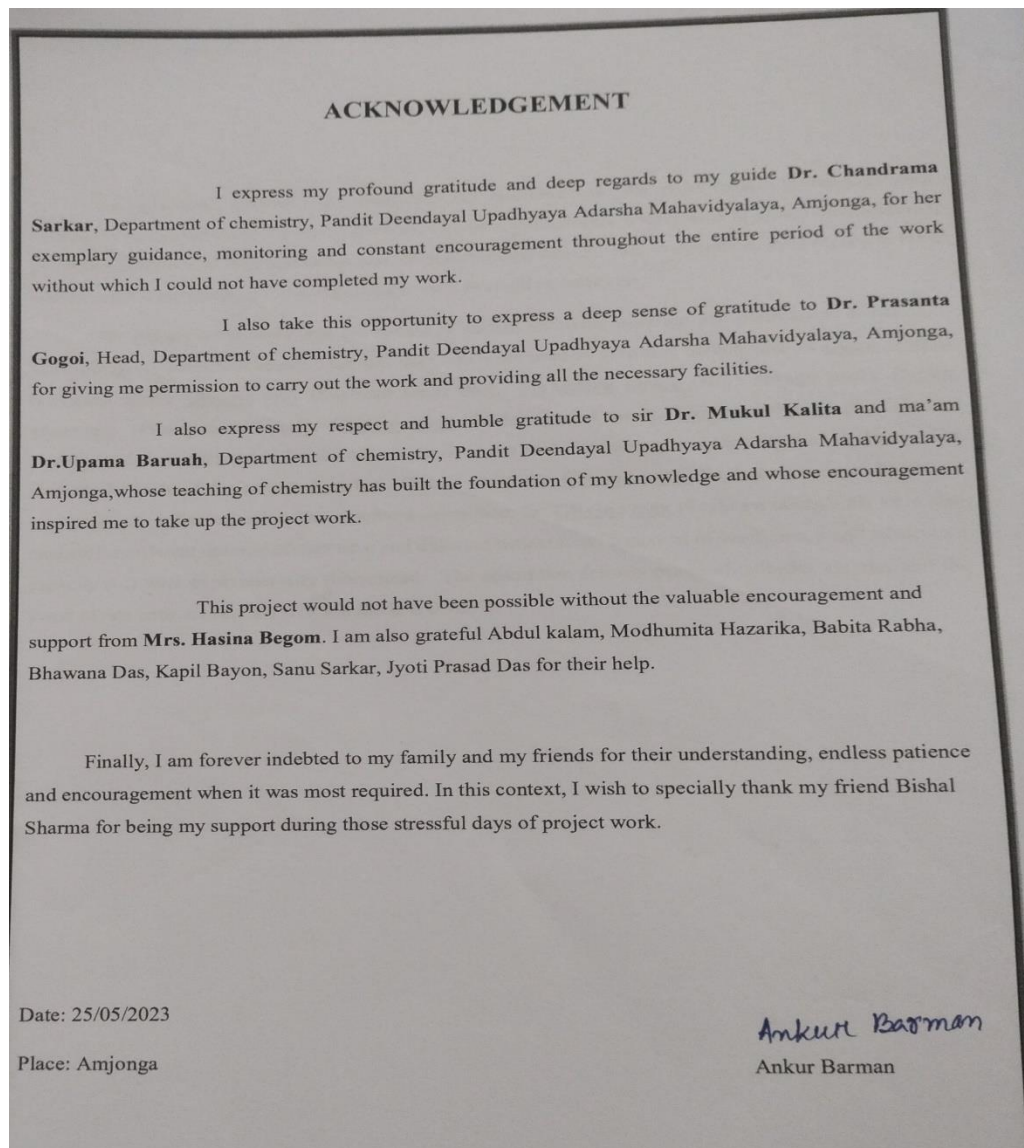 ACKNOWLEDGEMENT
I express my profound gratitude and deep regards to my guide Dr. Chandrama
Sarkar, Department of chemistry, Pandit Deendayal Upadhyaya Adarsha Mahavidyalaya, Amjonga, for her
exemplary guidance, monitoring and constant encouragement throughout the entire period of the work
without which I could not have completed my work.
I also take this opportunity to express a deep sense of gratitude to Dr. Prasanta
Gogoi, Head, Department of chemistry, Pandit Deendayal Upadhyaya Adarsha Mahavidyalaya, Amjonga,
for giving me permission to carry out the work and providing all the necessary facilities.
I also express my respect and humble gratitude to sir Dr. Mukul Kalita and ma’am
Dr.Upama Baruah, Department of chemistry, Pandit Deendayal Upadhyaya Adarsha Mahavidyalaya,
Amjonga,whose teaching of chemistry has built the foundation of my knowledge and whose encouragement
inspired me to take up the project work.
This project would not have been possible without the valuable encouragement and
support from Mrs. Hasina Begom. I am also grateful Abdul kalam, Modhumita Hazarika, Babita Rabha,
Bhawana Das, Kapil Bayon, Sanu Sarkar, Jyoti Prasad Das for their help.
Finally, I am forever indebted to my family and my friends for their understanding, endless patience
and encouragement when it was most required. In this context, I wish to specially thank my friend Bishal
Sharma for being my support during those stressful days of project work.
Date: 25/05/2023
Ankur Barman
Place: Amjonga
Ankur Barman